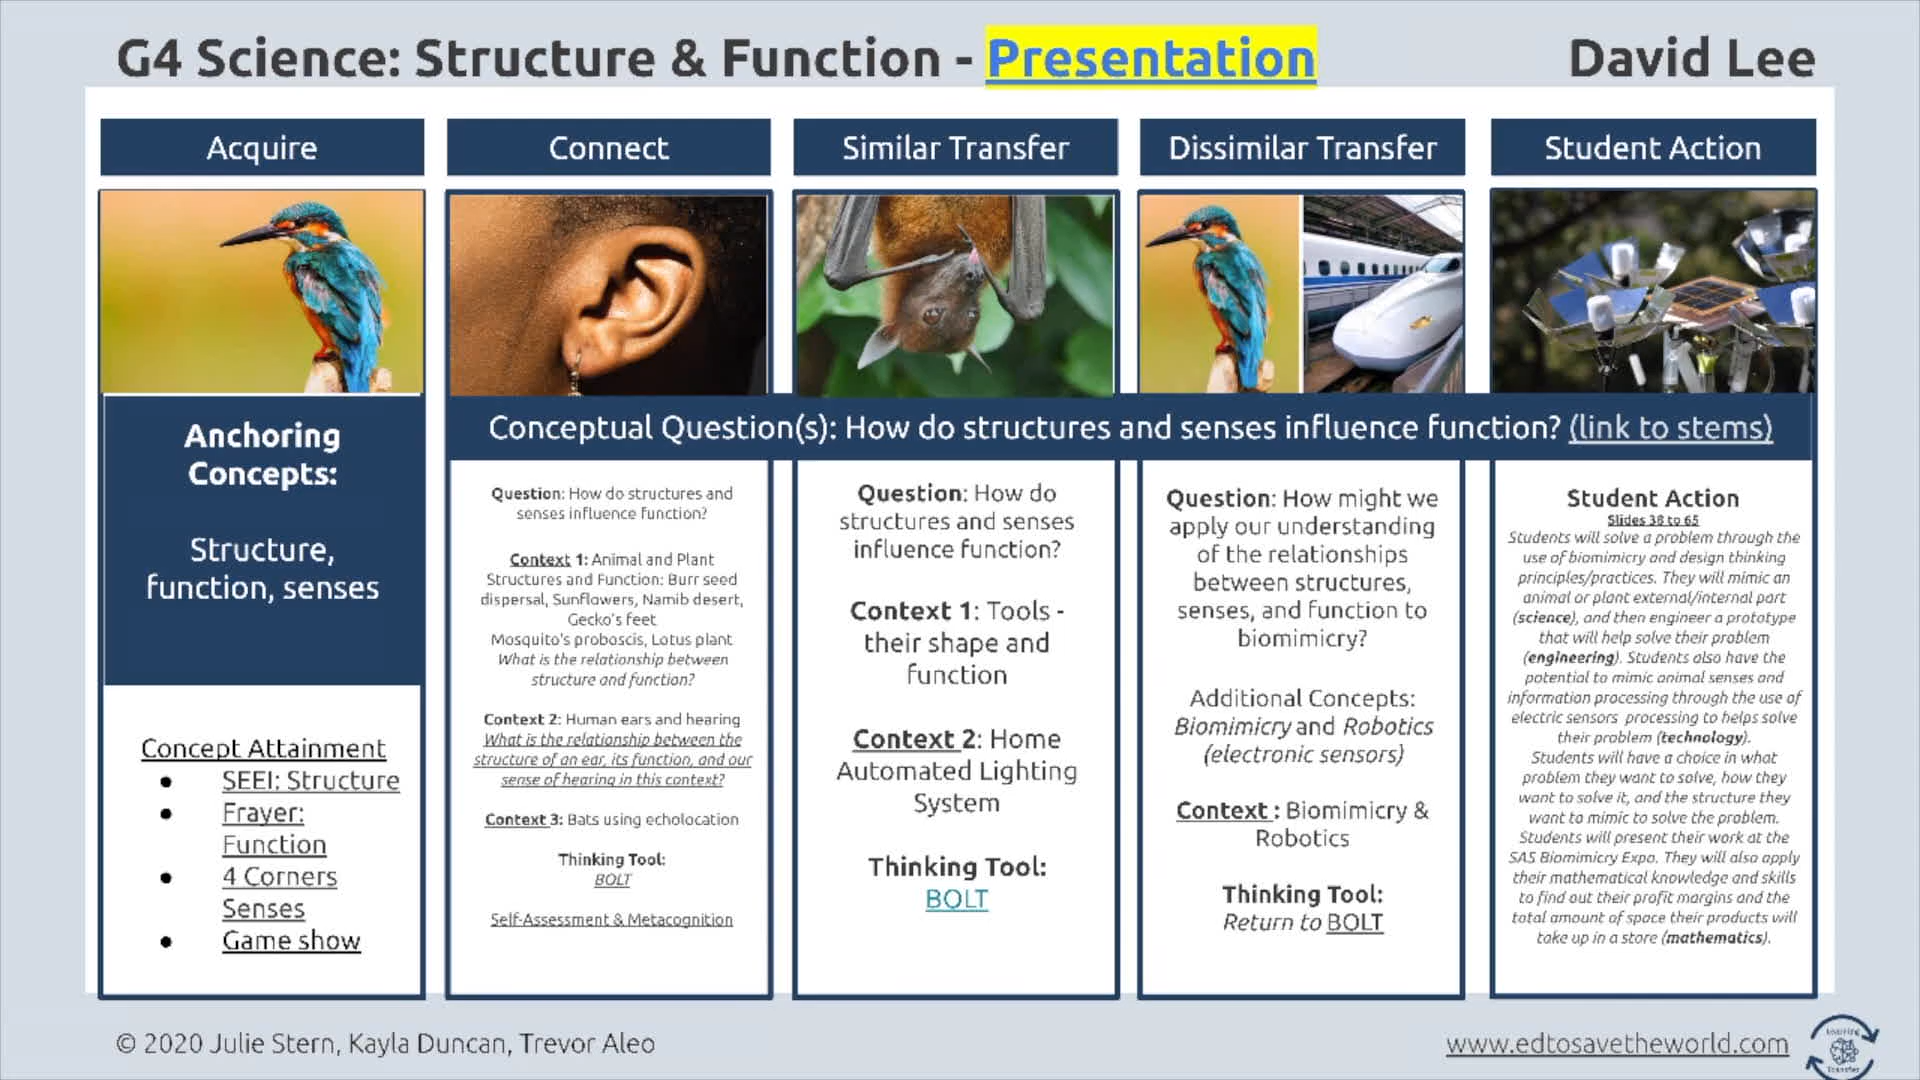 G4 Science: Structure & Function - Presentation
David Lee
Acquire
Connect
Similar Transfer
Dissimilar Transfer
Student Action
Conceptual Question(s): How do structures and senses influence function? (link to stems)
Anchoring
Concepts:
Structure,
function, senses
Concept Attainment
● SEEI: Structure
● Frayer:
Function
● 4 Corners
Senses
● Game show
Question: How do structures and
senses influence function?
Context 1: Animal and Plant
Structures and Function: Burr seed
dispersal, Sunflowers, Namib desert,
Gecko's feet
Mosquito's proboscis, Lotus plant
What is the relationship between
structure and function?
Context 2: Human ears and hearing
What is the relationship between the
structure of an ear, its function, and our
sense of hearing in this context?
Context 3: Bats using echolocation
Thinking Tool:
BOLT
Self-Assessment & Metacognition
Question: How do
structures and senses
influence function?
Context 1: Tools -
their shape and
function
Context 2: Home
Automated Lighting
System
Thinking Tool:
BOLT
Question: How might we
apply our understanding
of the relationships
between structures,
senses, and function to
biomimicry?
Additional Concepts:
Biomimicry and Robotics
(electronic sensors)
Context : Biomimicry &
Robotics
Thinking Tool:
Return to BOLT
Student Action
Slides 38 to 65
Students will solve a problem through the
use of biomimicry and design thinking
principles/practices. They will mimic an
animal or plant external/internal part
(science), and then engineer a prototype
that will help solve their problem
(engineering). Students also have the
potential to mimic animal senses and
information processing through the use of
electric sensors processing to helps solve
their problem (technology).
Students will have a choice in what
problem they want to solve, how they
want to solve it, and the structure they
want to mimic to solve the problem.
Students will present their work at the
SAS Biomimicry Expo. They will also apply
their mathematical knowledge and skills
to find out their profit margins and the
total amount of space their products will
take up in a store (mathematics).
© 2020 Julie Stern, Kayla Duncan, Trevor Aleo
www.edtosavetheworld.com
Learning
Transfer